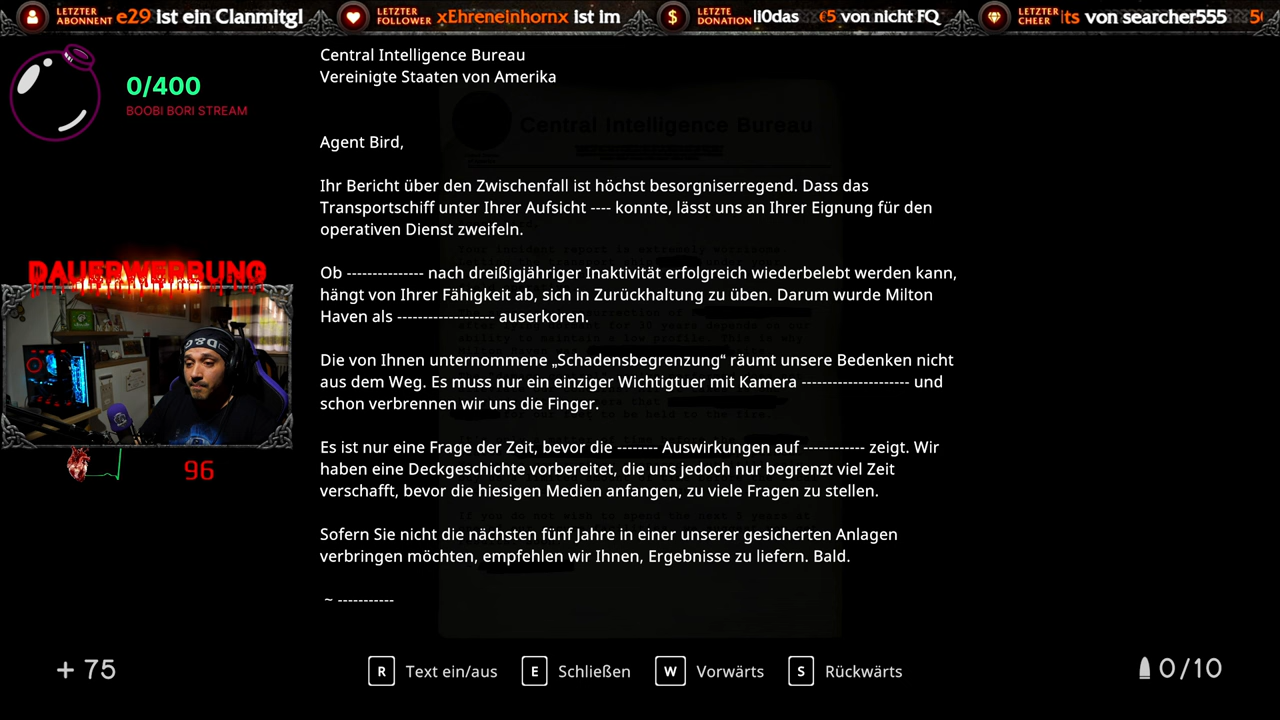 LETZTER ABONNENT e29 ist ein Clanmitgl
LETZTER FOLLOWER xEhreneinhornx ist im
LETZTE DONATION ll0das €5 von nicht FQ
LETZTER CHEER its von searcher555
0/400
BOOBI BORI STREAM
Central Intelligence Bureau
Vereinigte Staaten von Amerika
Central Intelligence Bureau
Agent Bird,
Ihr Bericht über den Zwischenfall ist höchst besorgniserregend. Dass das
Transportschiff unter Ihrer Aufsicht ---- konnte, lässt uns an Ihrer Eignung für den
operativen Dienst zweifeln.
Ob --------------- nach dreißigjähriger Inaktivität erfolgreich wiederbelebt werden kann,
hängt von Ihrer Fähigkeit ab, sich in Zurückhaltung zu üben. Darum wurde Milton
Haven als ------------------- auserkoren.
Die von Ihnen unternommene „Schadensbegrenzung“ räumt unsere Bedenken nicht
aus dem Weg. Es muss nur ein einziger Wichtigtuer mit Kamera --------------------- und
schon verbrennen wir uns die Finger.
Es ist nur eine Frage der Zeit, bevor die -------- Auswirkungen auf ------------ zeigt. Wir
haben eine Deckgeschichte vorbereitet, die uns jedoch nur begrenzt viel Zeit
verschafft, bevor die hiesigen Medien anfangen, zu viele Fragen zu stellen.
Sofern Sie nicht die nächsten fünf Jahre in einer unserer gesicherten Anlagen
verbringen möchten, empfehlen wir Ihnen, Ergebnisse zu liefern. Bald.
~ -----------
DAUERWERBUNG
96
+ 75
R Text ein/aus E Schließen W Vorwärts S Rückwärts
0/10